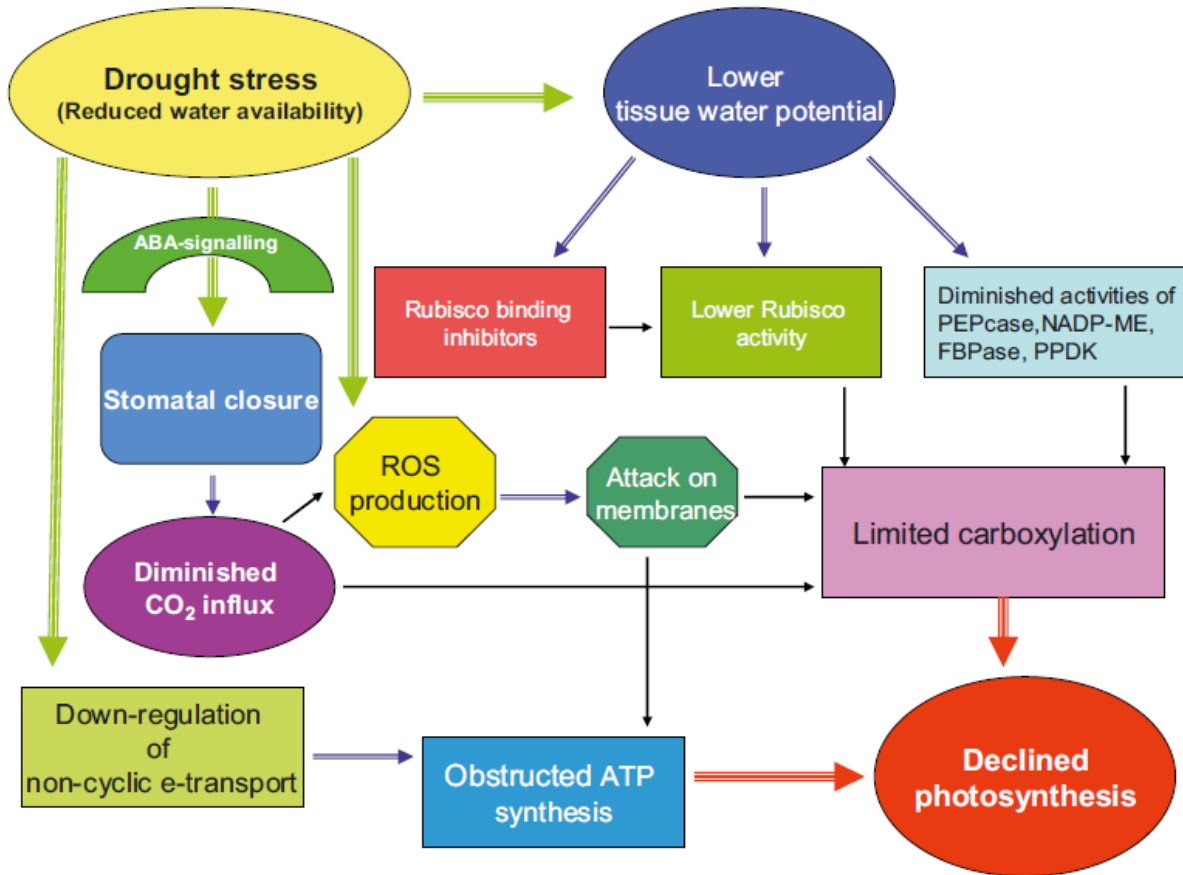 Drought stress
(Reduced water availability)
Lower
tissue water potential
ABA-signalling
Rubisco binding
inhibitors
Lower Rubisco
activity
Diminished activities of
PEPcase,NADP-ME,
FBPase, PPDK
Stomatal closure
ROS
production
Attack on
membranes
Limited carboxylation
Diminished
CO₂ influx
Down-regulation
of
non-cyclic e-transport
Obstructed ATP
synthesis
Declined
photosynthesis